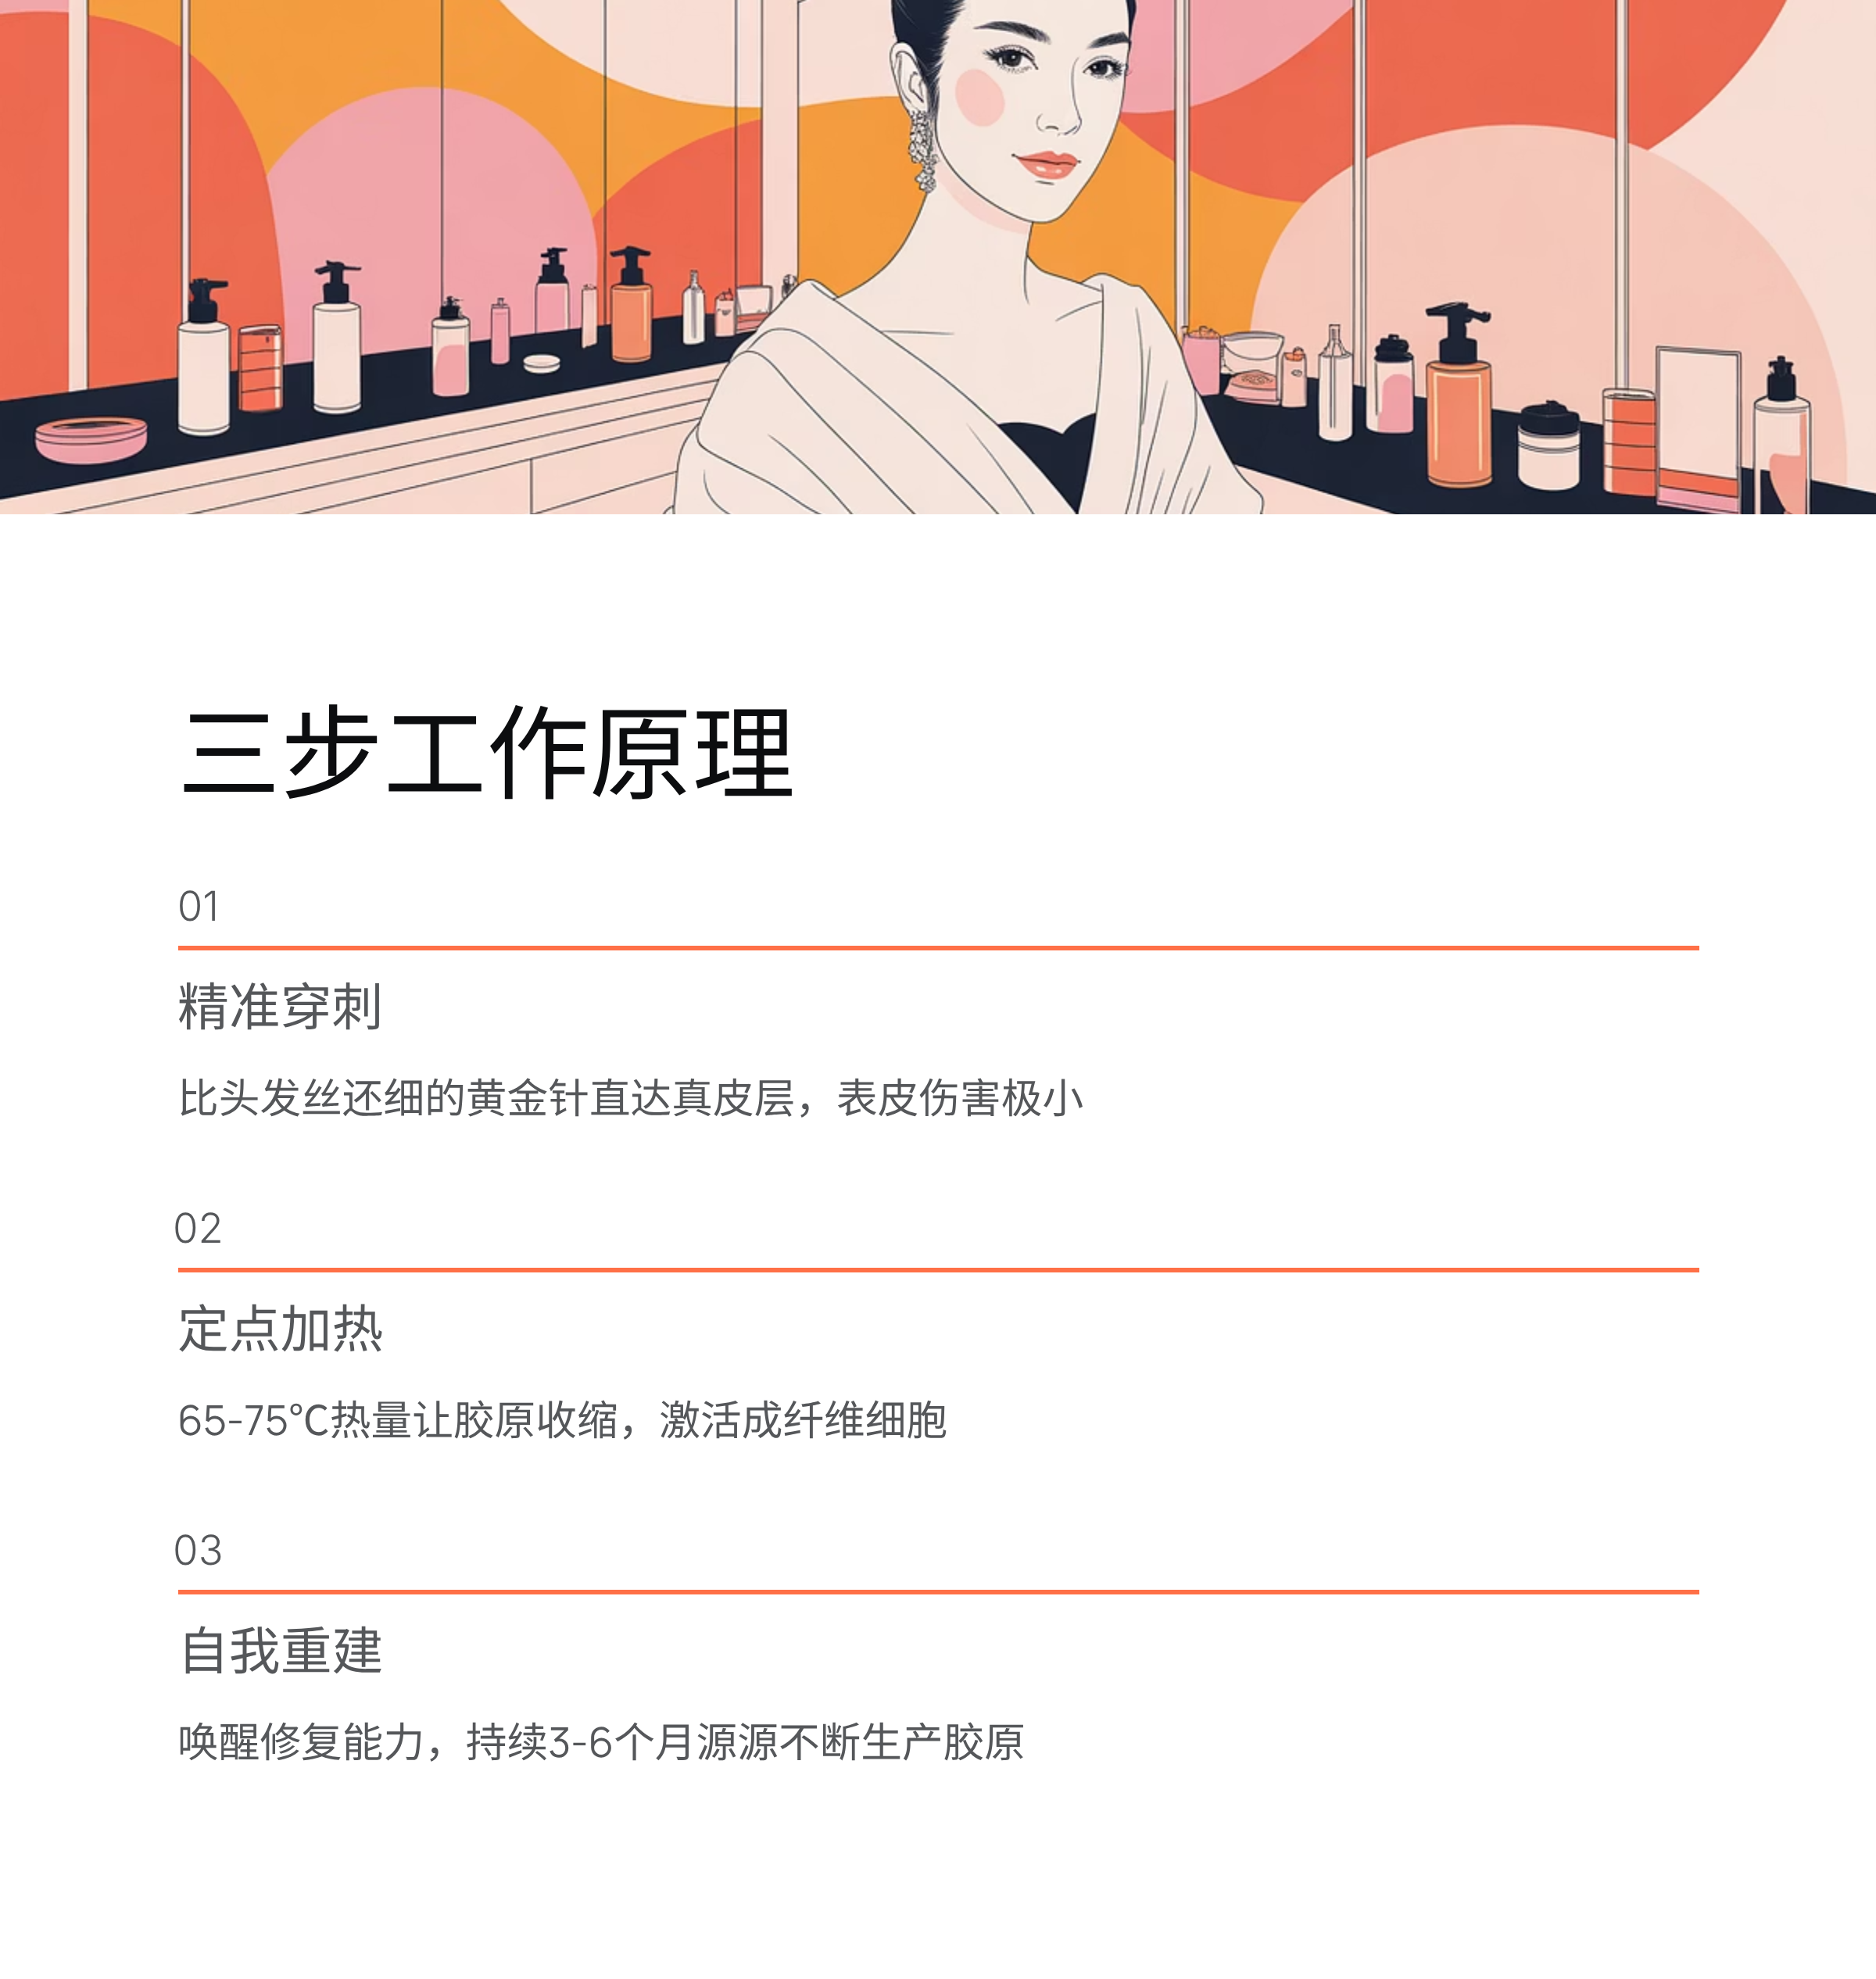 三步工作原理
01
精准穿刺
比头发丝还细的黄金针直达真皮层，表皮伤害极小
02
定点加热
65-75°C热量让胶原收缩，激活成纤维细胞
03
自我重建
唤醒修复能力，持续3-6个月源源不断生产胶原